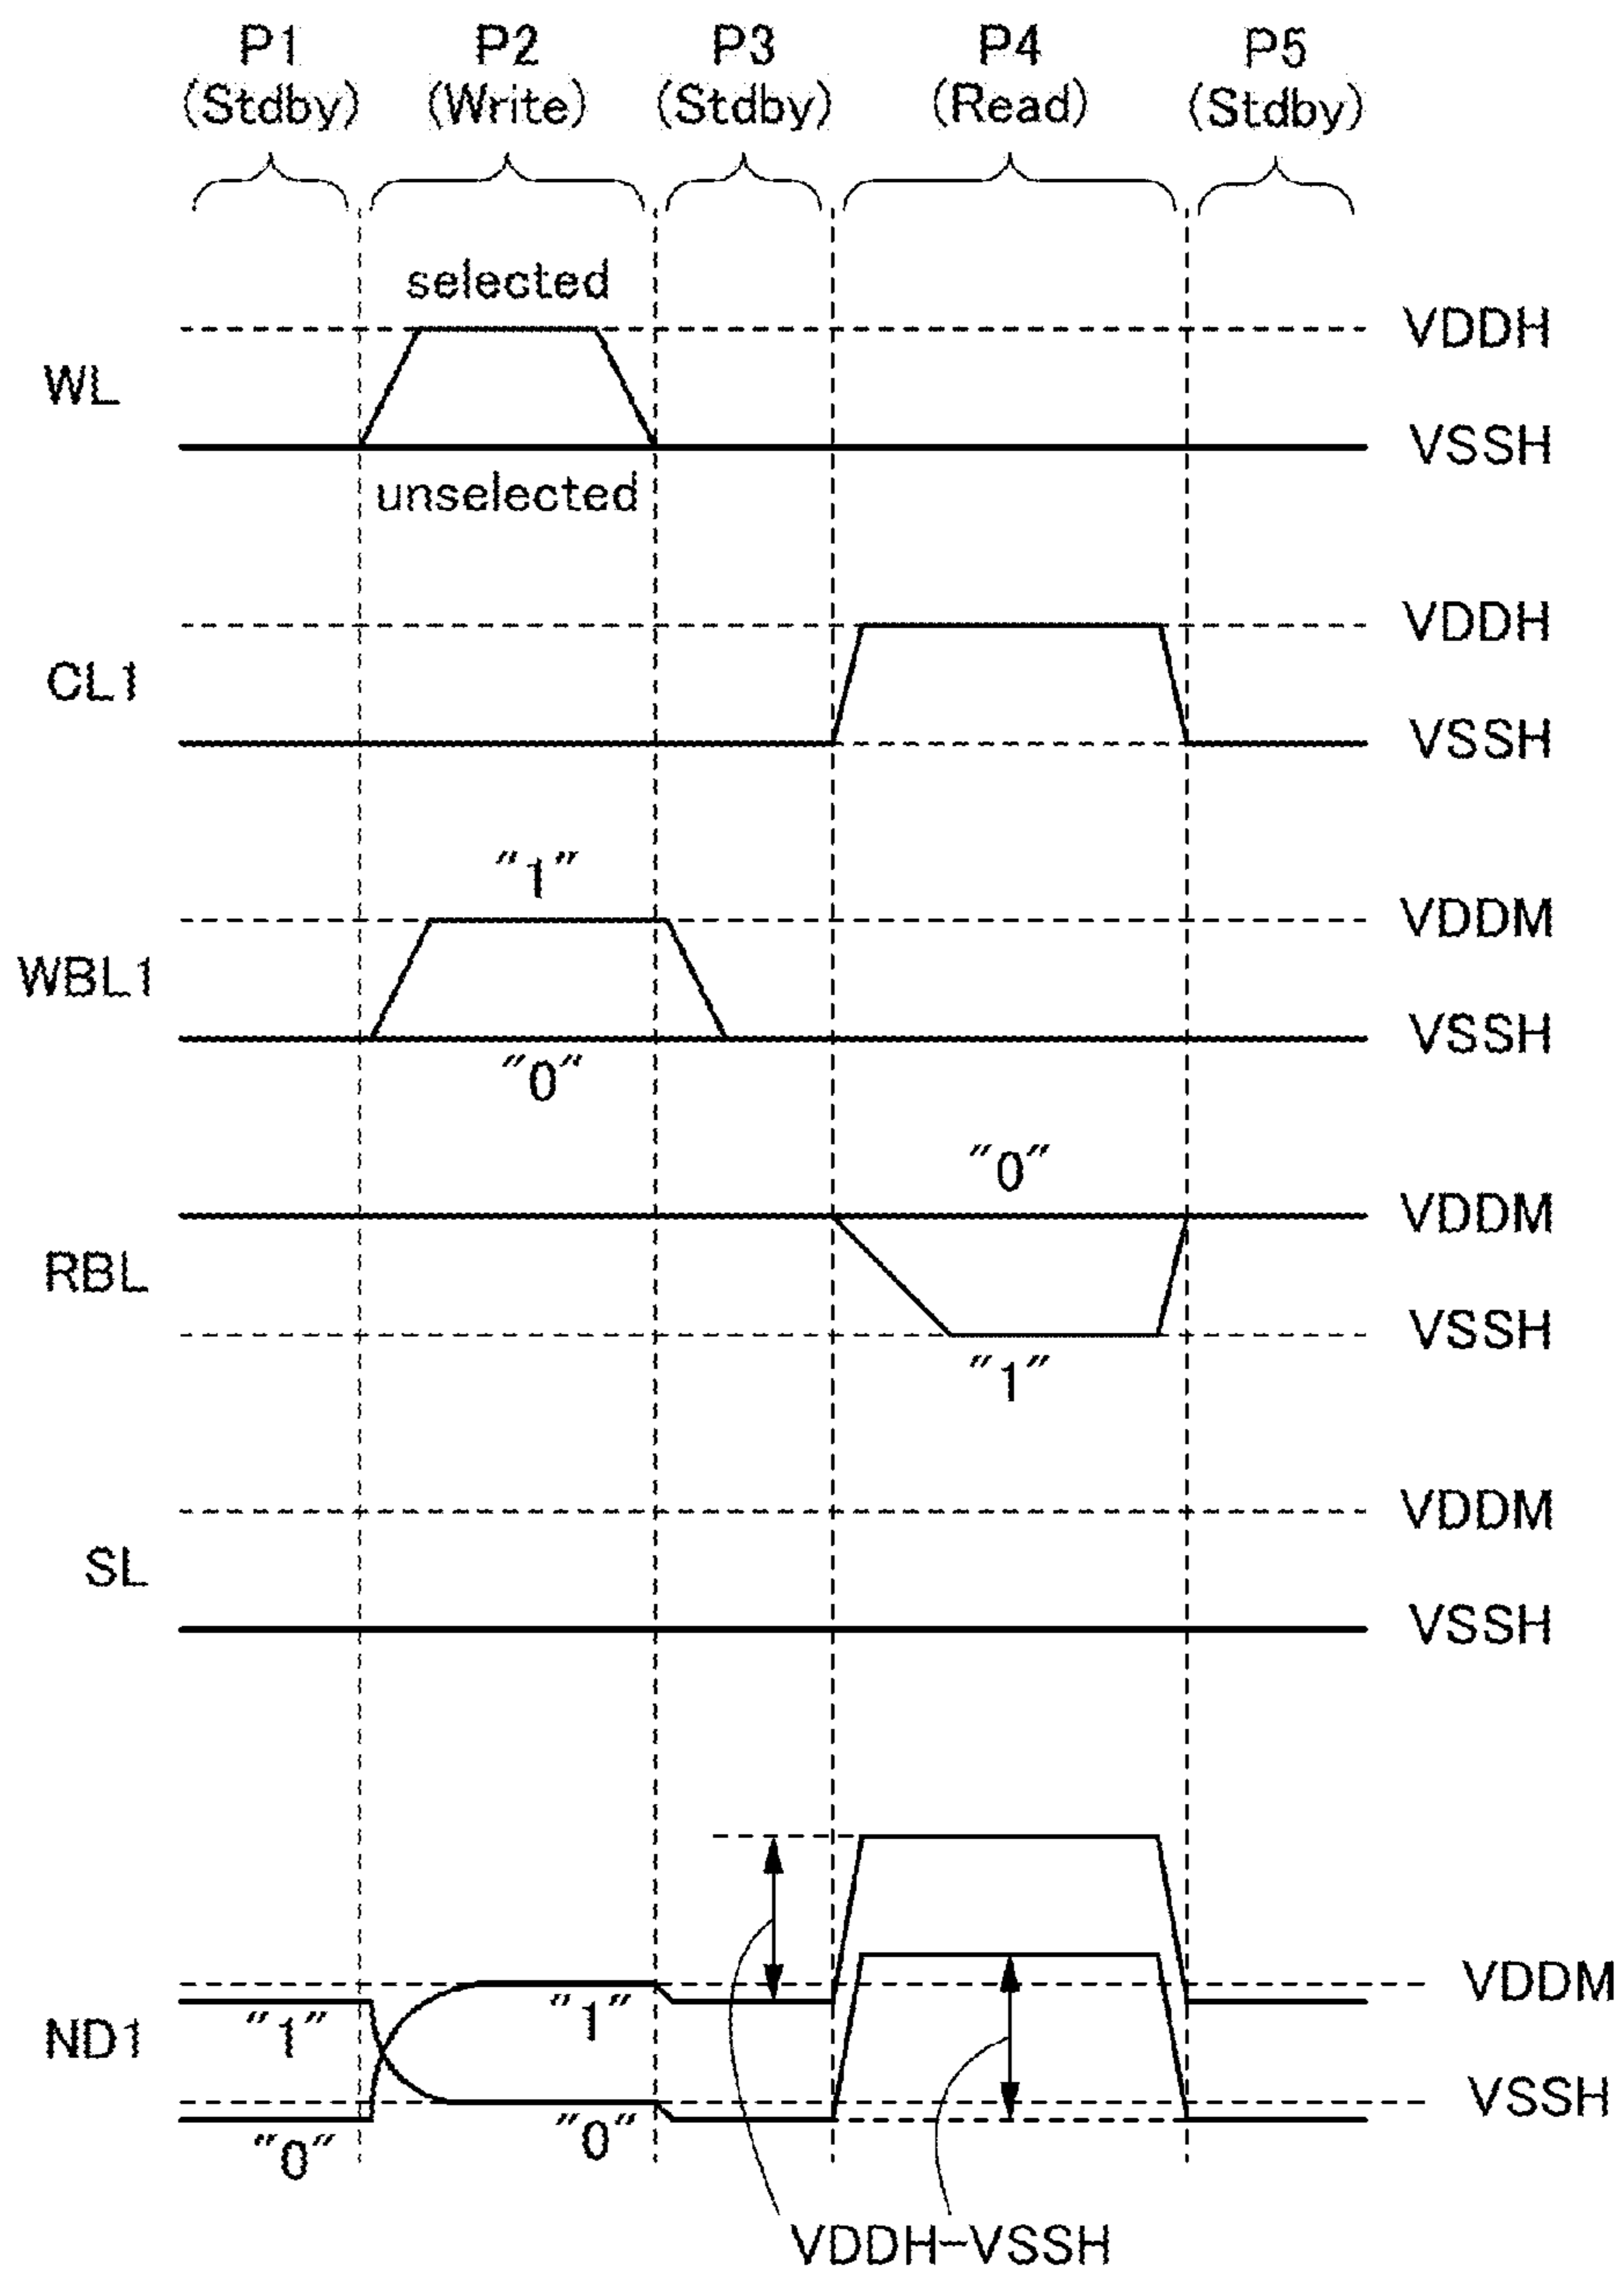 P1 P2 P3 P4 P5
(Stdby) (Write) (Stdby) (Read) (Stdby)
selected
VDDH
WL
VSSH
unselected
VDDH
CL1
VSSH
"1"
VDDM
WBL1
VSSH
"0"
"0"
VDDM
RBL
VSSH
"1"
VDDM
SL
VSSH
VDDM
"1" "1"
ND1
VSSH
"0" "0"
VDDH-VSSH